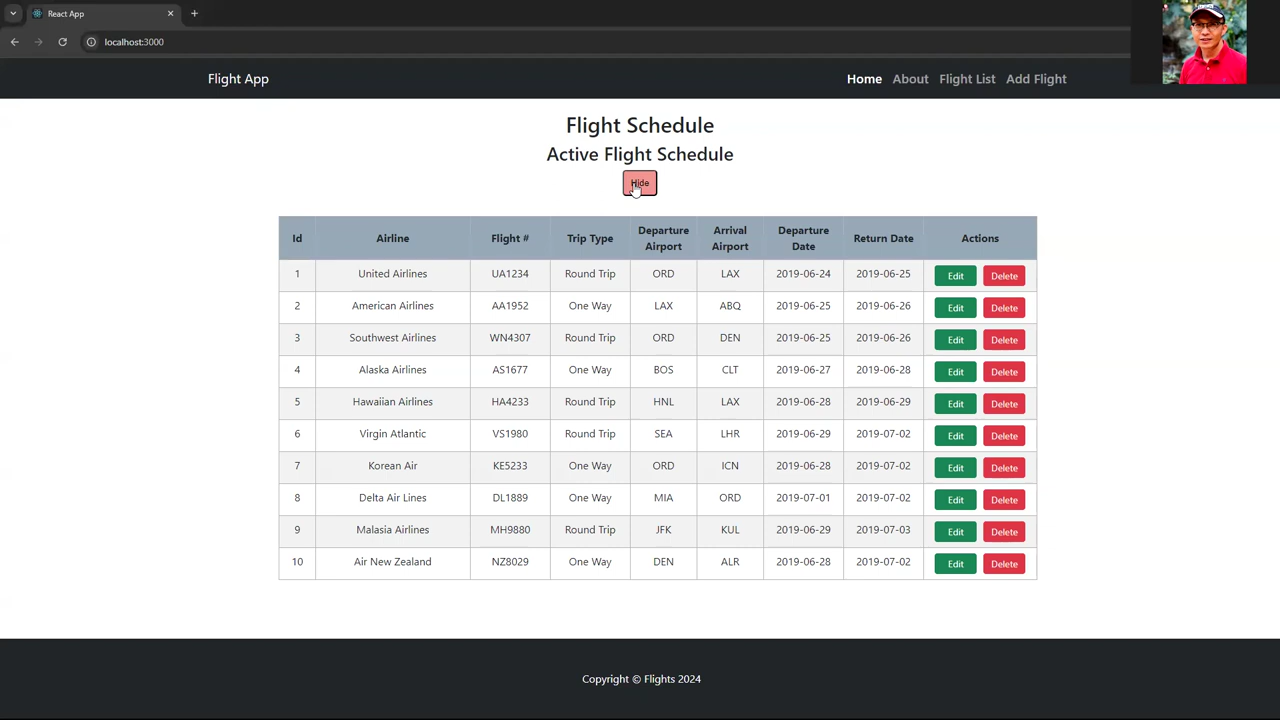 React App
localhost:3000
Flight App Home About Flight List Add Flight
Flight Schedule
Active Flight Schedule
Hide
Id Airline Flight # Trip Type Departure Airport Arrival Airport Departure Date Return Date Actions
1 United Airlines UA1234 Round Trip ORD LAX 2019-06-24 2019-06-25 Edit Delete
2 American Airlines AA1952 One Way LAX ABQ 2019-06-25 2019-06-26 Edit Delete
3 Southwest Airlines WN4307 Round Trip ORD DEN 2019-06-25 2019-06-26 Edit Delete
4 Alaska Airlines AS1677 One Way BOS CLT 2019-06-27 2019-06-28 Edit Delete
5 Hawaiian Airlines HA4233 Round Trip HNL LAX 2019-06-28 2019-06-29 Edit Delete
6 Virgin Atlantic VS1980 Round Trip SEA LHR 2019-06-29 2019-07-02 Edit Delete
7 Korean Air KE5233 One Way ORD ICN 2019-06-28 2019-07-02 Edit Delete
8 Delta Air Lines DL1889 One Way MIA ORD 2019-07-01 2019-07-02 Edit Delete
9 Malasia Airlines MH9880 Round Trip JFK KUL 2019-06-29 2019-07-03 Edit Delete
10 Air New Zealand NZ8029 One Way DEN ALR 2019-06-28 2019-07-02 Edit Delete
Copyright © Flights 2024